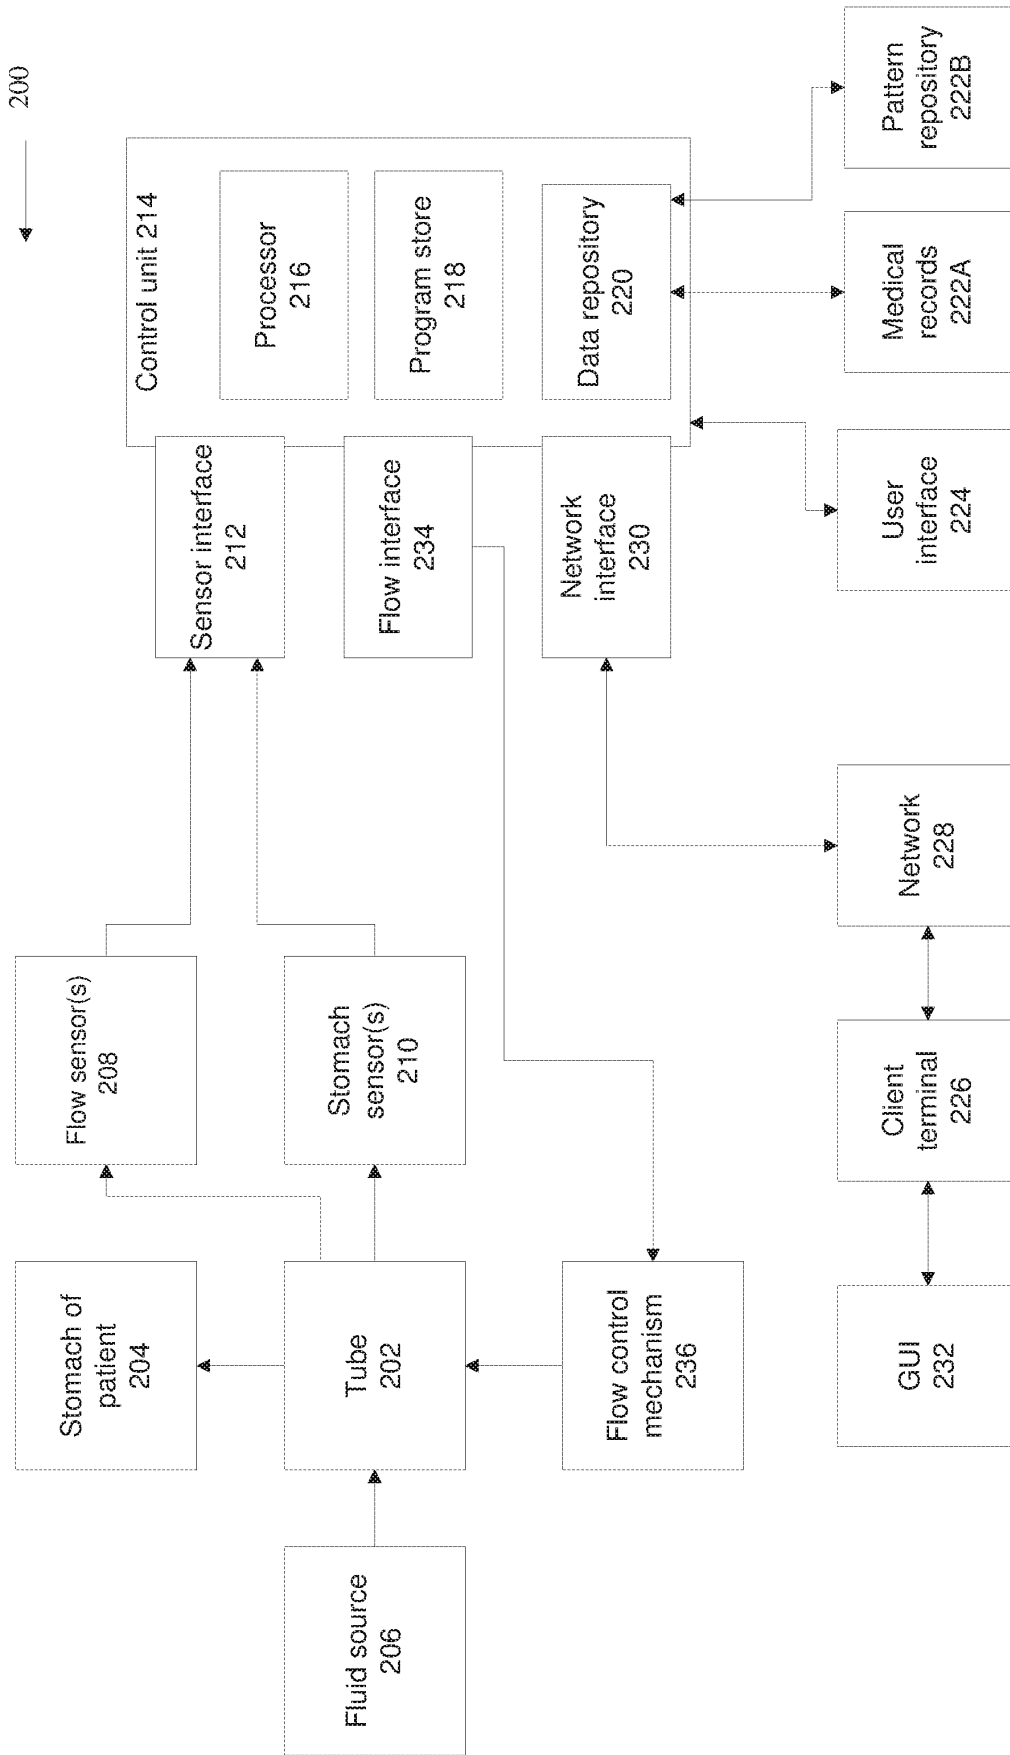 200
Control unit 214
Processor
216
Program store
218
Data repository
220
Sensor interface
212
Flow interface
234
Network
interface
230
Pattern
repository
222B
Medical
records
222A
User
interface
224
Flow sensor(s)
208
Stomach
sensor(s)
210
Stomach of
patient
204
Tube
202
Flow control
mechanism
236
Fluid source
206
Network
228
Client
terminal
226
GUI
232